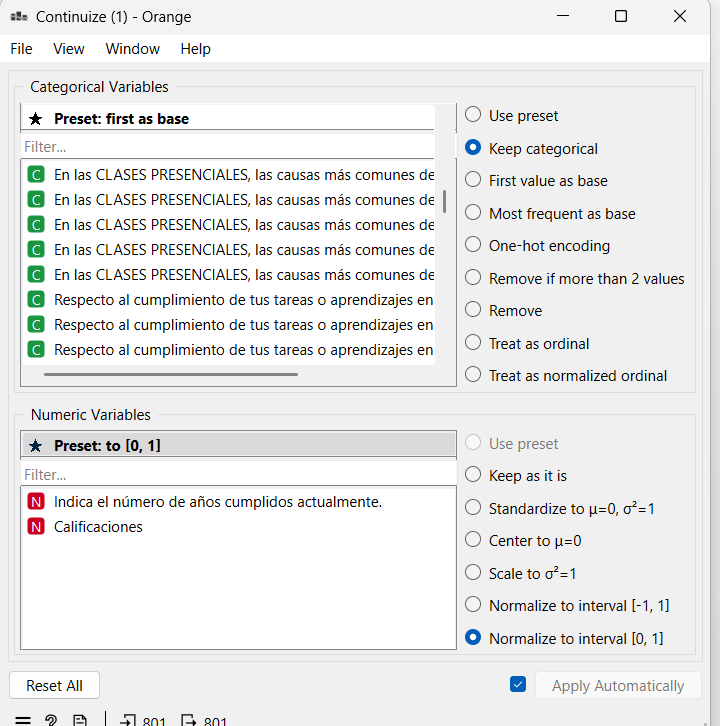 Continuize (1) - Orange
File View Window Help
Categorical Variables
Preset: first as base
Filter...
C En las CLASES PRESENCIALES, las causas más comunes de
C En las CLASES PRESENCIALES, las causas más comunes de
C En las CLASES PRESENCIALES, las causas más comunes de
C En las CLASES PRESENCIALES, las causas más comunes de
C En las CLASES PRESENCIALES, las causas más comunes de
C Respecto al cumplimiento de tus tareas o aprendizajes en
C Respecto al cumplimiento de tus tareas o aprendizajes en
C Respecto al cumplimiento de tus tareas o aprendizajes en
Use preset
Keep categorical
First value as base
Most frequent as base
One-hot encoding
Remove if more than 2 values
Remove
Treat as ordinal
Treat as normalized ordinal
Numeric Variables
Preset: to [0, 1]
Filter...
N Indica el número de años cumplidos actualmente.
N Calificaciones
Use preset
Keep as it is
Standardize to μ=0, σ²=1
Center to μ=0
Scale to σ²=1
Normalize to interval [-1, 1]
Normalize to interval [0, 1]
Reset All
Apply Automatically
? 801 801